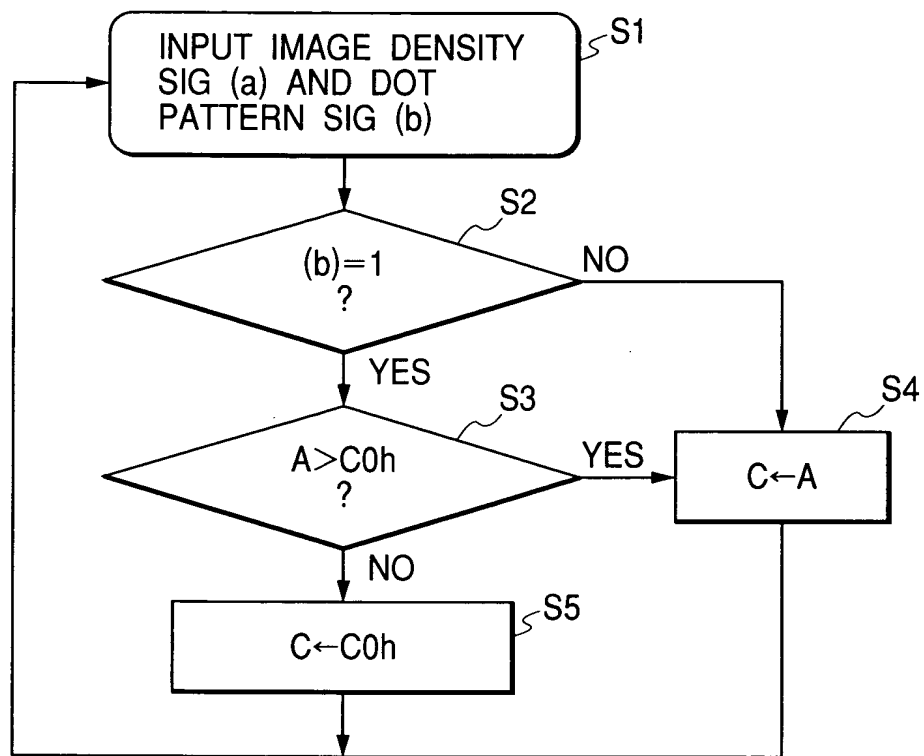 INPUT IMAGE DENSITY
SIG (a) AND DOT
PATTERN SIG (b)
S1
S2
(b)=1
?
NO
YES
S3
A>C0h
?
YES
S4
C←A
NO
S5
C←C0h